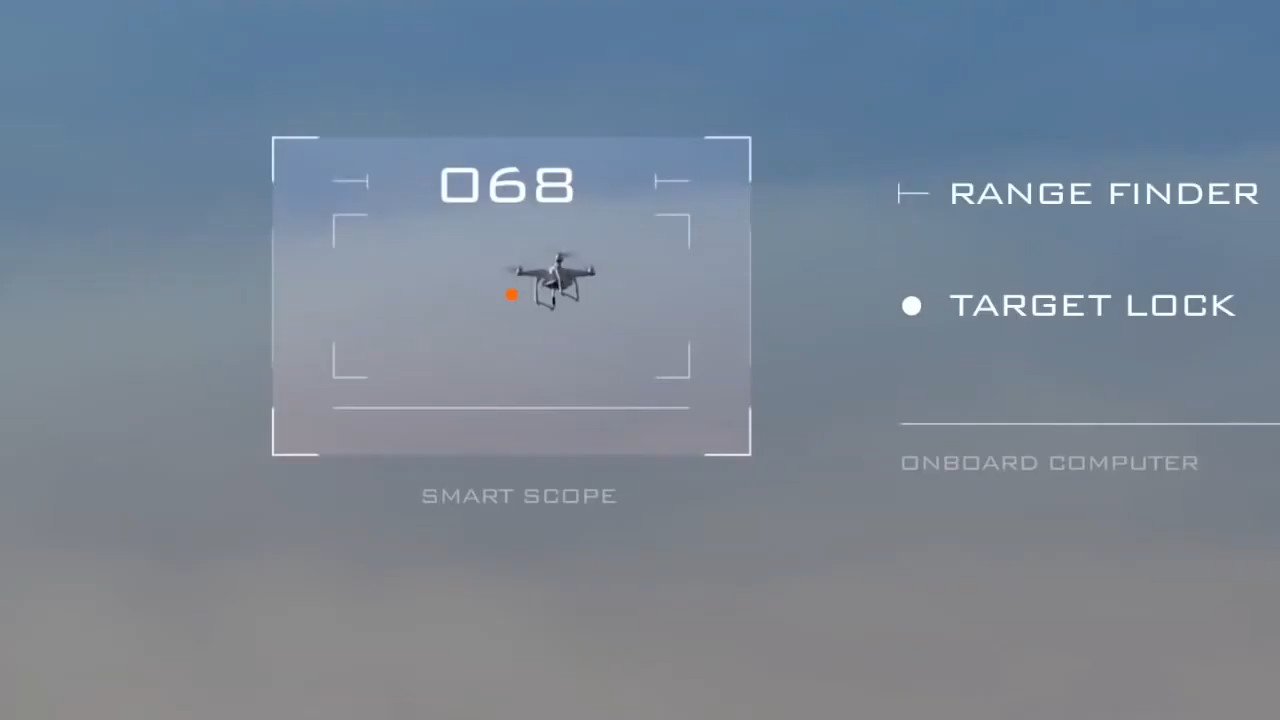 068
RANGE FINDER
TARGET LOCK
ONBOARD COMPUTER
SMART SCOPE